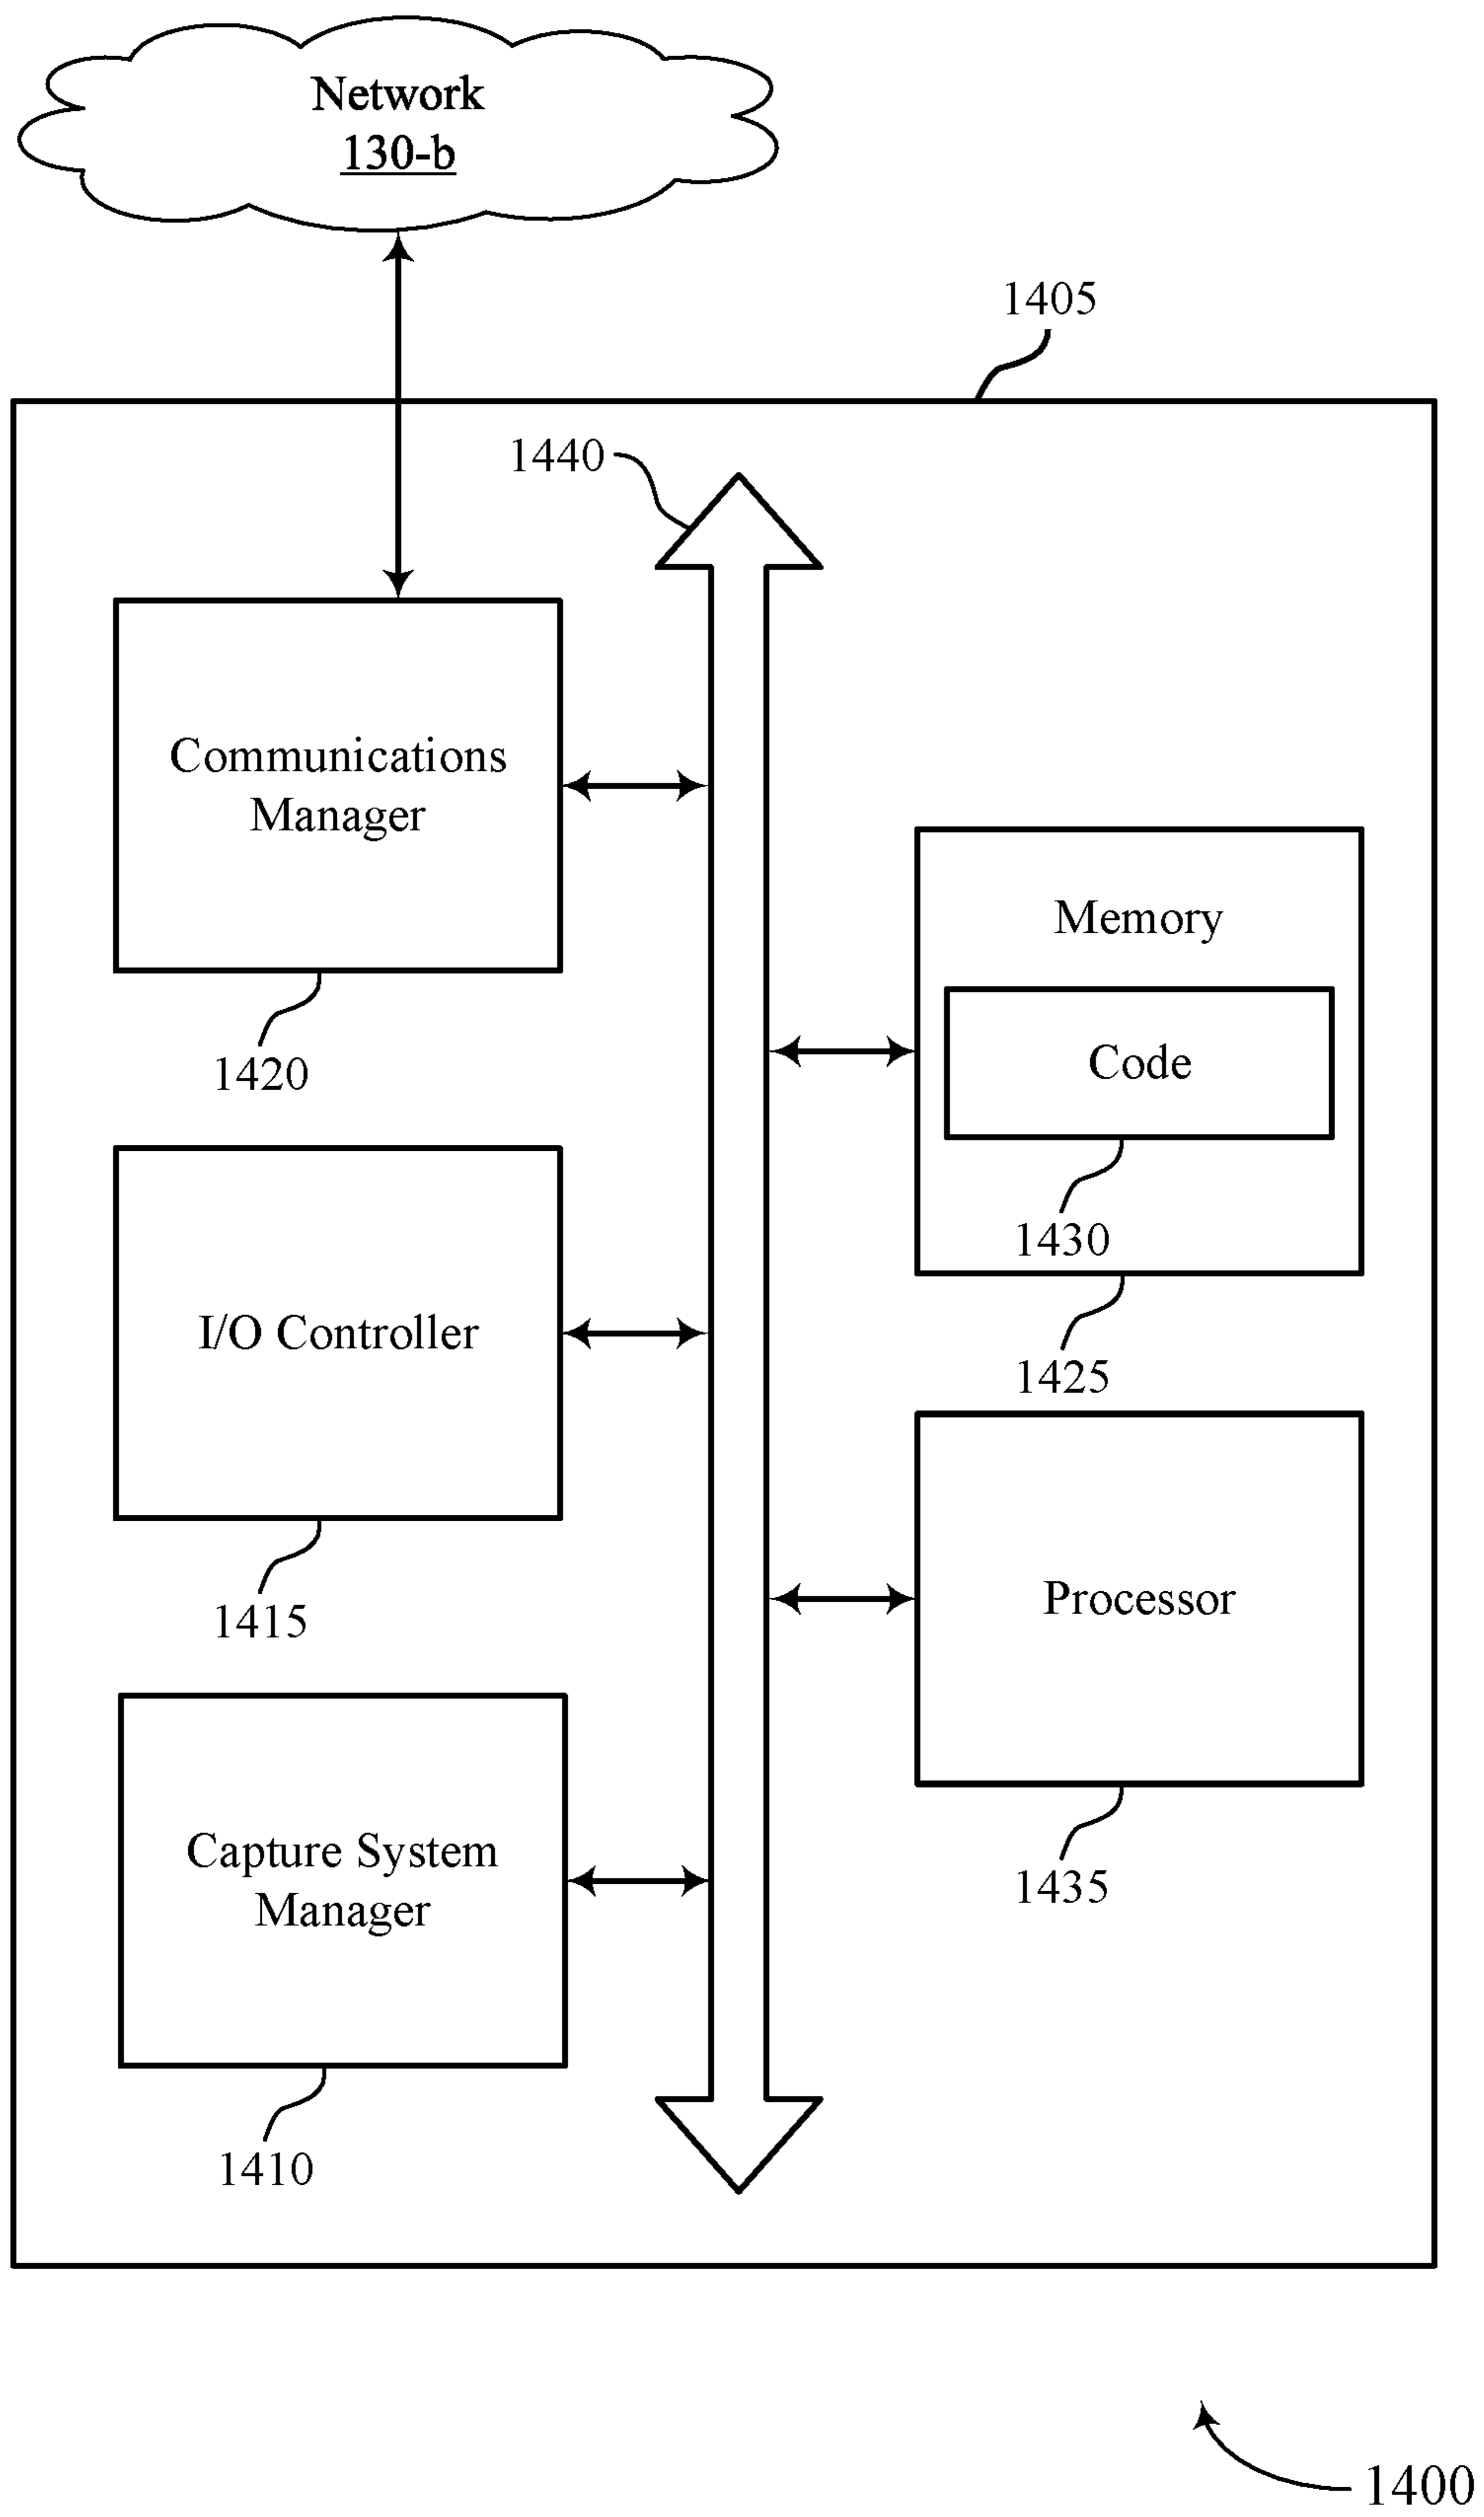 Network
130-b
1405
1440
Communications
Manager
1420
Memory
Code
1430
1425
I/O Controller
1415
Processor
1435
Capture System
Manager
1410
1400